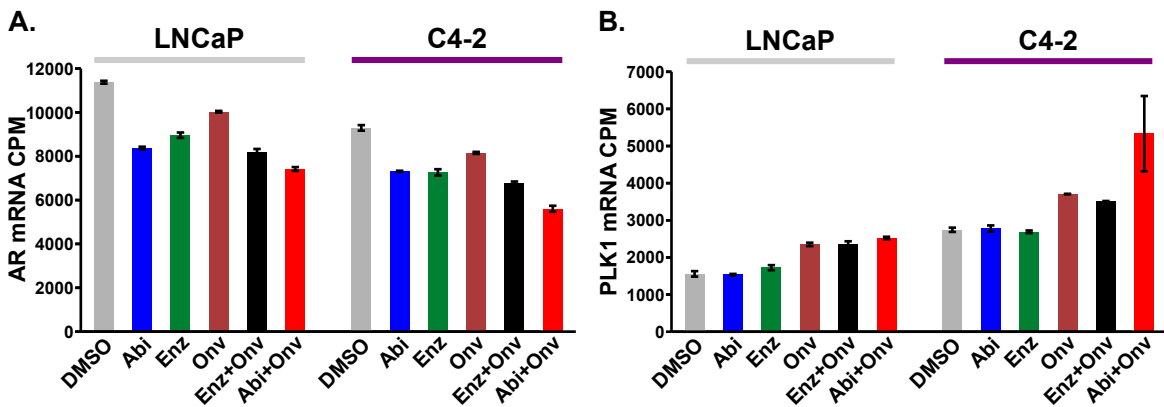 A.
LNCaP
C4-2
AR mRNA CPM
12000
10000
8000
6000
4000
2000
0
DMSO
Abi
Enz
Onv
Enz+Onv
Abi+Onv
DMSO
Abi
Enz
Onv
Enz+Onv
Abi+Onv
B.
LNCaP
C4-2
PLK1 mRNA CPM
7000
6000
5000
4000
3000
2000
1000
0
DMSO
Abi
Enz
Onv
Enz+Onv
Abi+Onv
DMSO
Abi
Enz
Onv
Enz+Onv
Abi+Onv